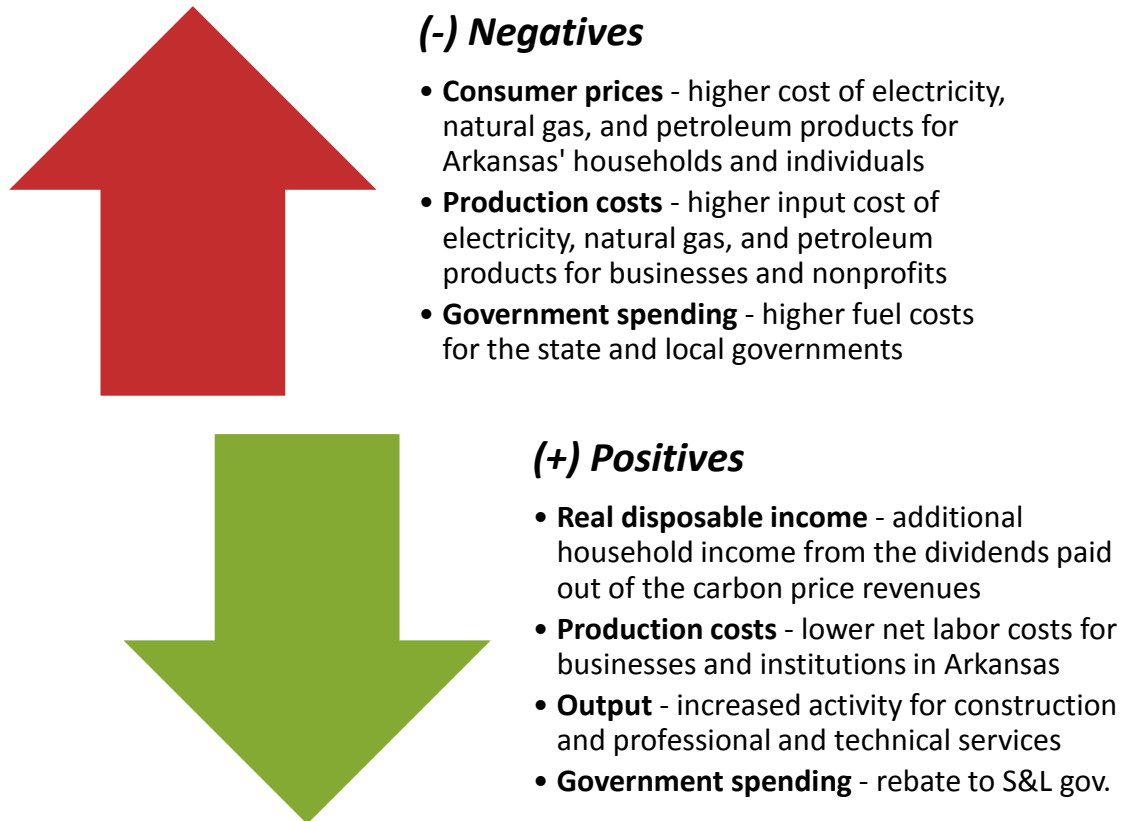 (-) Negatives
• Consumer prices - higher cost of electricity,
natural gas, and petroleum products for
Arkansas' households and individuals
• Production costs - higher input cost of
electricity, natural gas, and petroleum
products for businesses and nonprofits
• Government spending - higher fuel costs
for the state and local governments
(+) Positives
• Real disposable income - additional
household income from the dividends paid
out of the carbon price revenues
• Production costs - lower net labor costs for
businesses and institutions in Arkansas
• Output - increased activity for construction
and professional and technical services
• Government spending - rebate to S&L gov.